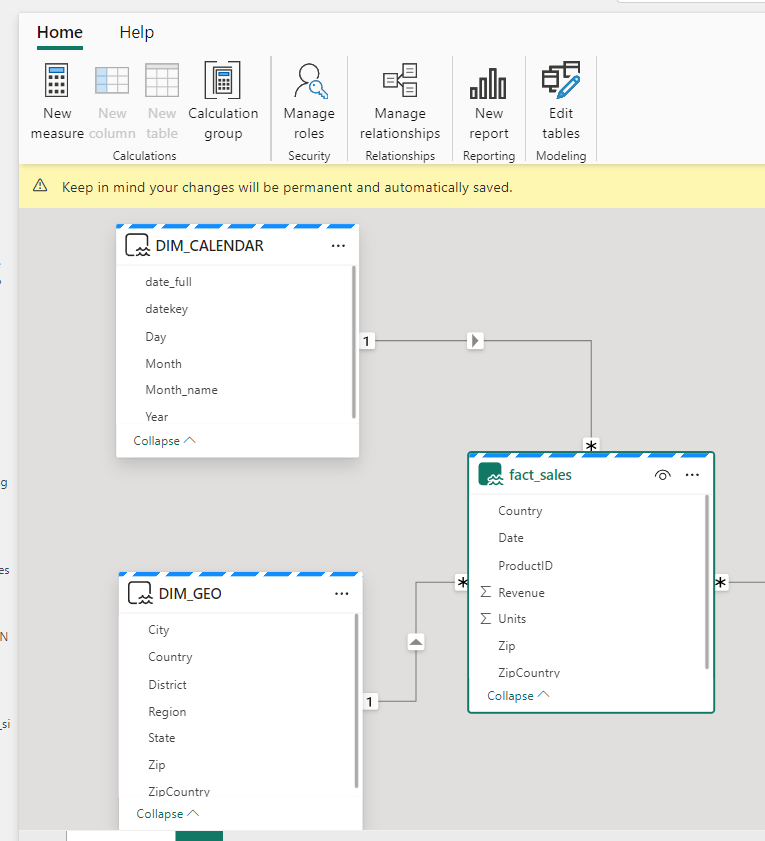 Home Help
New measure
New column
New table
Calculation group
Calculations
Manage roles
Security
Manage relationships
Relationships
New report
Reporting
Edit tables
Modeling
Keep in mind your changes will be permanent and automatically saved.
DIM_CALENDAR ...
date_full
datekey
Day
Month
Month_name
Year
Collapse
1
*
fact_sales ...
Country
Date
ProductID
Σ Revenue
Σ Units
Zip
ZipCountry
Collapse
*
*
DIM_GEO ...
City
Country
District
Region
State
Zip
ZipCountry
Collapse
1
g
es
N
_si